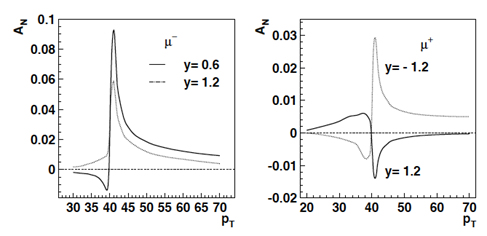 A_N
μ⁻
y= 0.6
y= 1.2
0.1
0.08
0.06
0.04
0.02
0
30 35 40 45 50 55 60 65 70
p_T
A_N
μ⁺
y= - 1.2
y= 1.2
0.03
0.02
0.01
0
-0.01
-0.02
20 30 40 50 60 70
p_T